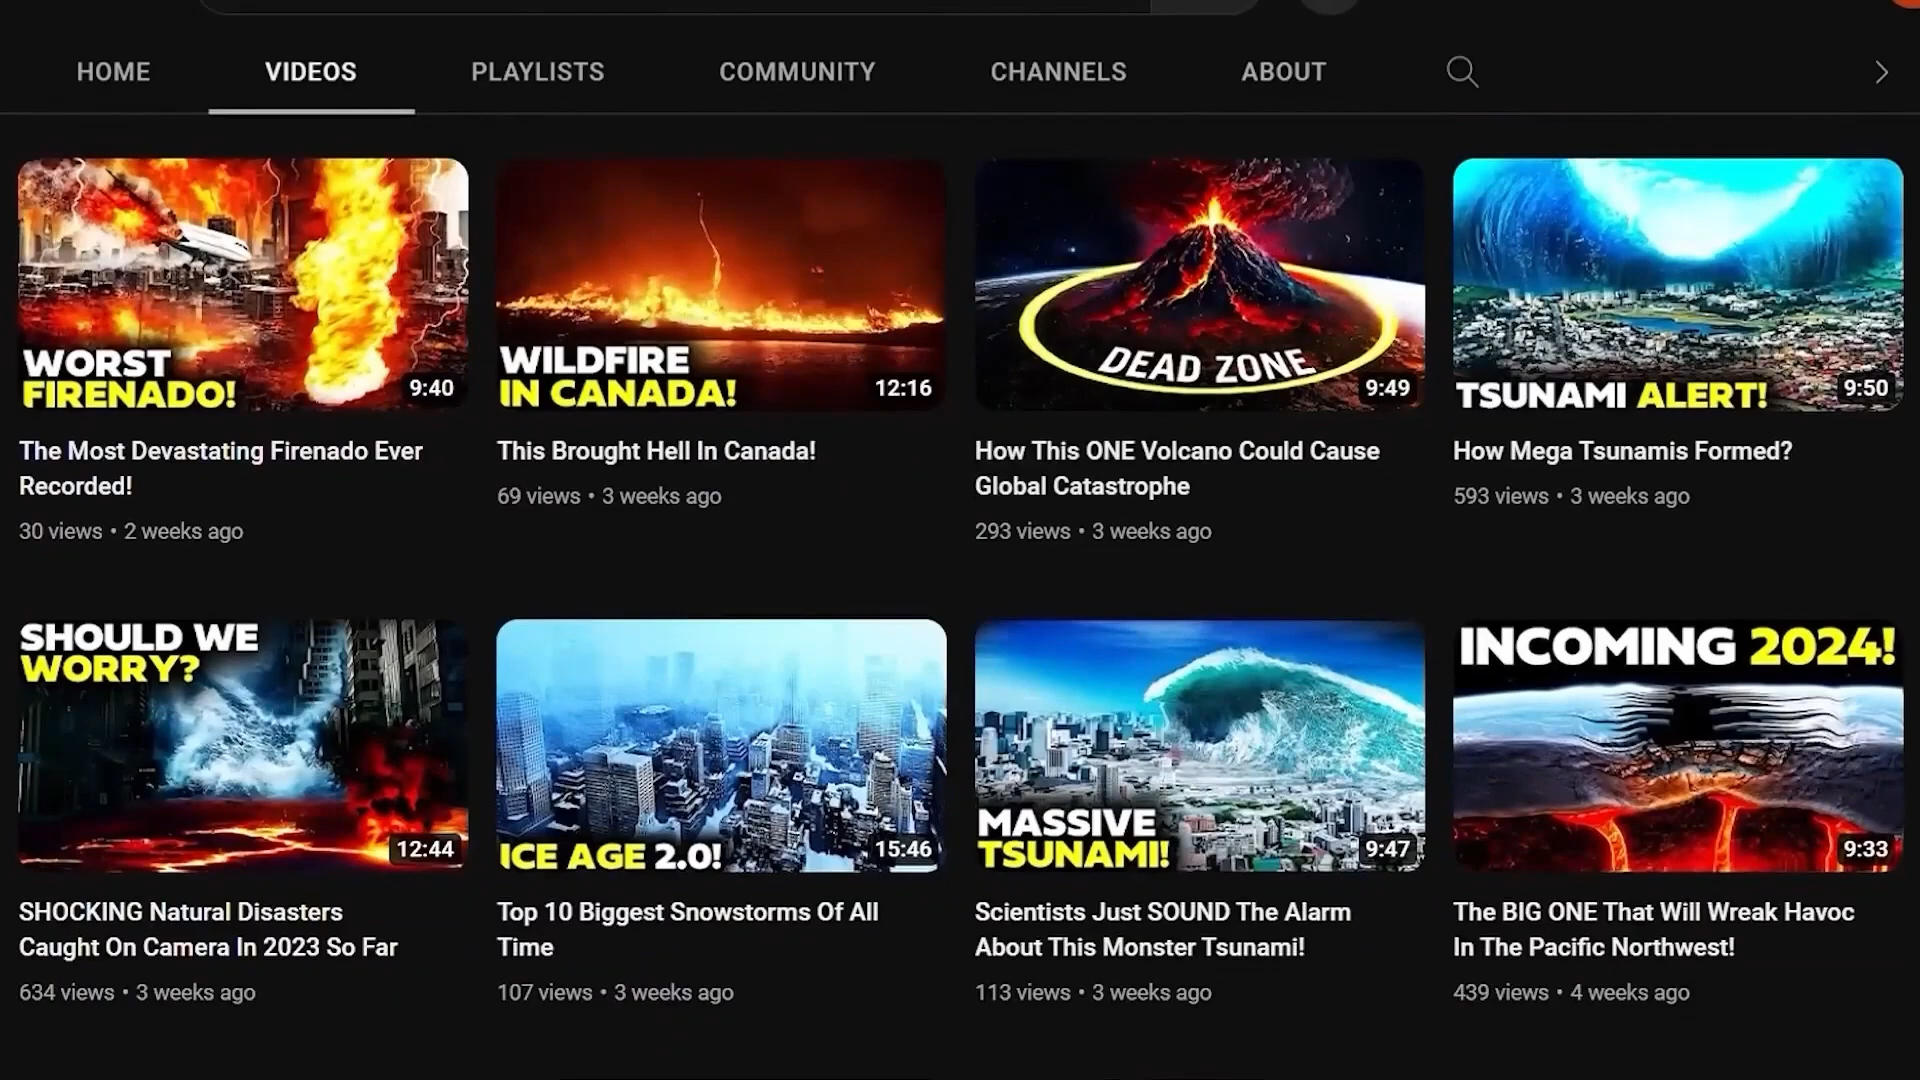 HOME VIDEOS PLAYLISTS COMMUNITY CHANNELS ABOUT
WORST
FIRENADO!
9:40
The Most Devastating Firenado Ever
Recorded!
30 views • 2 weeks ago
WILDFIRE
IN CANADA!
12:16
This Brought Hell In Canada!
69 views • 3 weeks ago
DEAD ZONE
9:49
How This ONE Volcano Could Cause
Global Catastrophe
293 views • 3 weeks ago
TSUNAMI ALERT!
9:50
How Mega Tsunamis Formed?
593 views • 3 weeks ago
SHOULD WE
WORRY?
12:44
SHOCKING Natural Disasters
Caught On Camera In 2023 So Far
634 views • 3 weeks ago
ICE AGE 2.0!
15:46
Top 10 Biggest Snowstorms Of All
Time
107 views • 3 weeks ago
MASSIVE
TSUNAMI!
9:47
Scientists Just SOUND The Alarm
About This Monster Tsunami!
113 views • 3 weeks ago
INCOMING 2024!
9:33
The BIG ONE That Will Wreak Havoc
In The Pacific Northwest!
439 views • 4 weeks ago